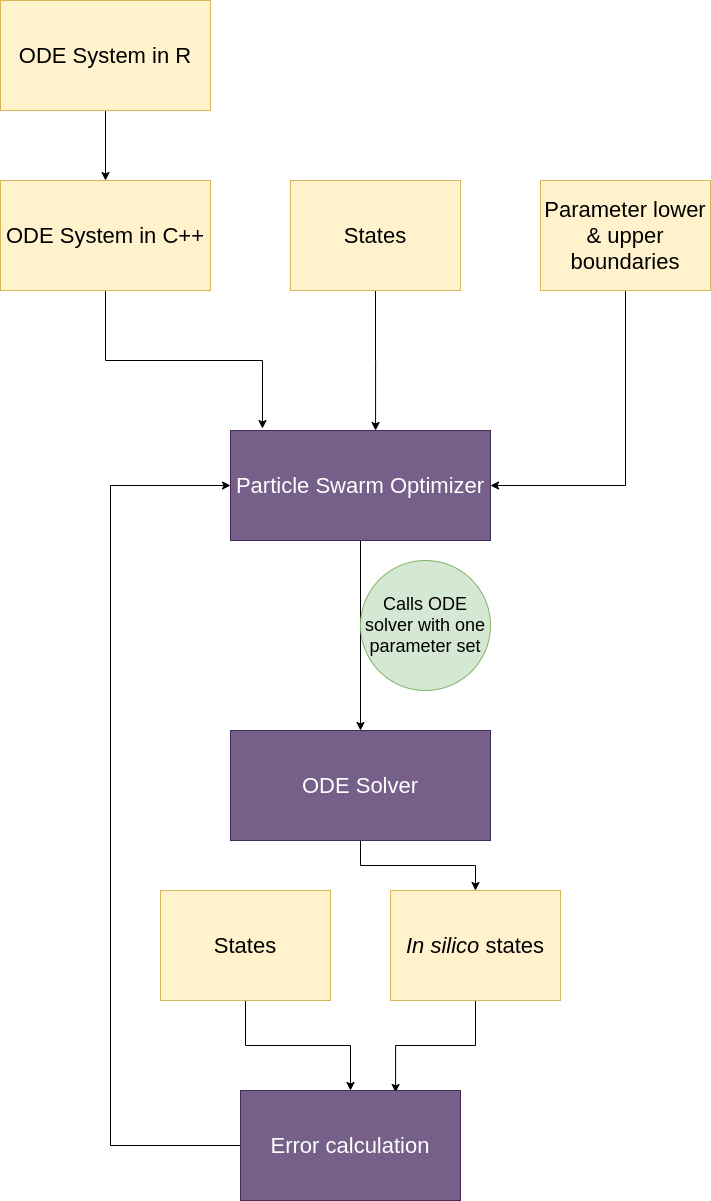 ODE System in R
ODE System in C++
States
Parameter lower
& upper
boundaries
Particle Swarm Optimizer
Calls ODE
solver with one
parameter set
ODE Solver
States
In silico states
Error calculation